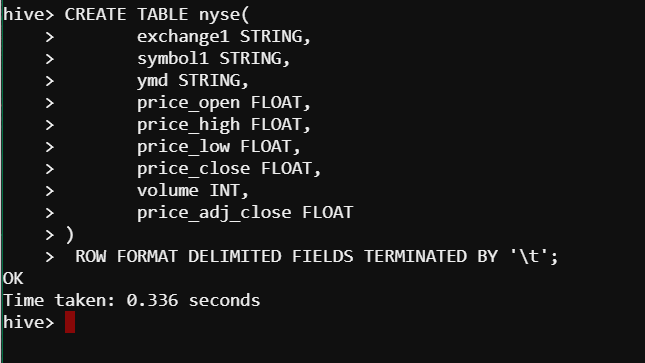 hive> CREATE TABLE nyse(
    >        exchange1 STRING,
    >        symbol1 STRING,
    >        ymd STRING,
    >        price_open FLOAT,
    >        price_high FLOAT,
    >        price_low FLOAT,
    >        price_close FLOAT,
    >        volume INT,
    >        price_adj_close FLOAT
    > )
    >  ROW FORMAT DELIMITED FIELDS TERMINATED BY '\t';
OK
Time taken: 0.336 seconds
hive>